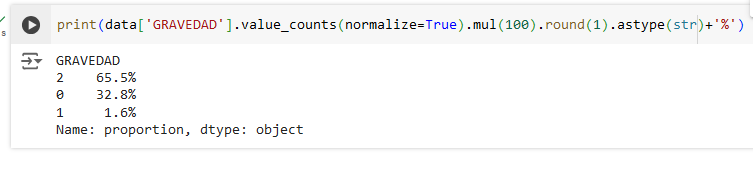 print(data['GRAVEDAD'].value_counts(normalize=True).mul(100).round(1).astype(str)+'%')
s
GRAVEDAD
2    65.5%
0    32.8%
1     1.6%
Name: proportion, dtype: object